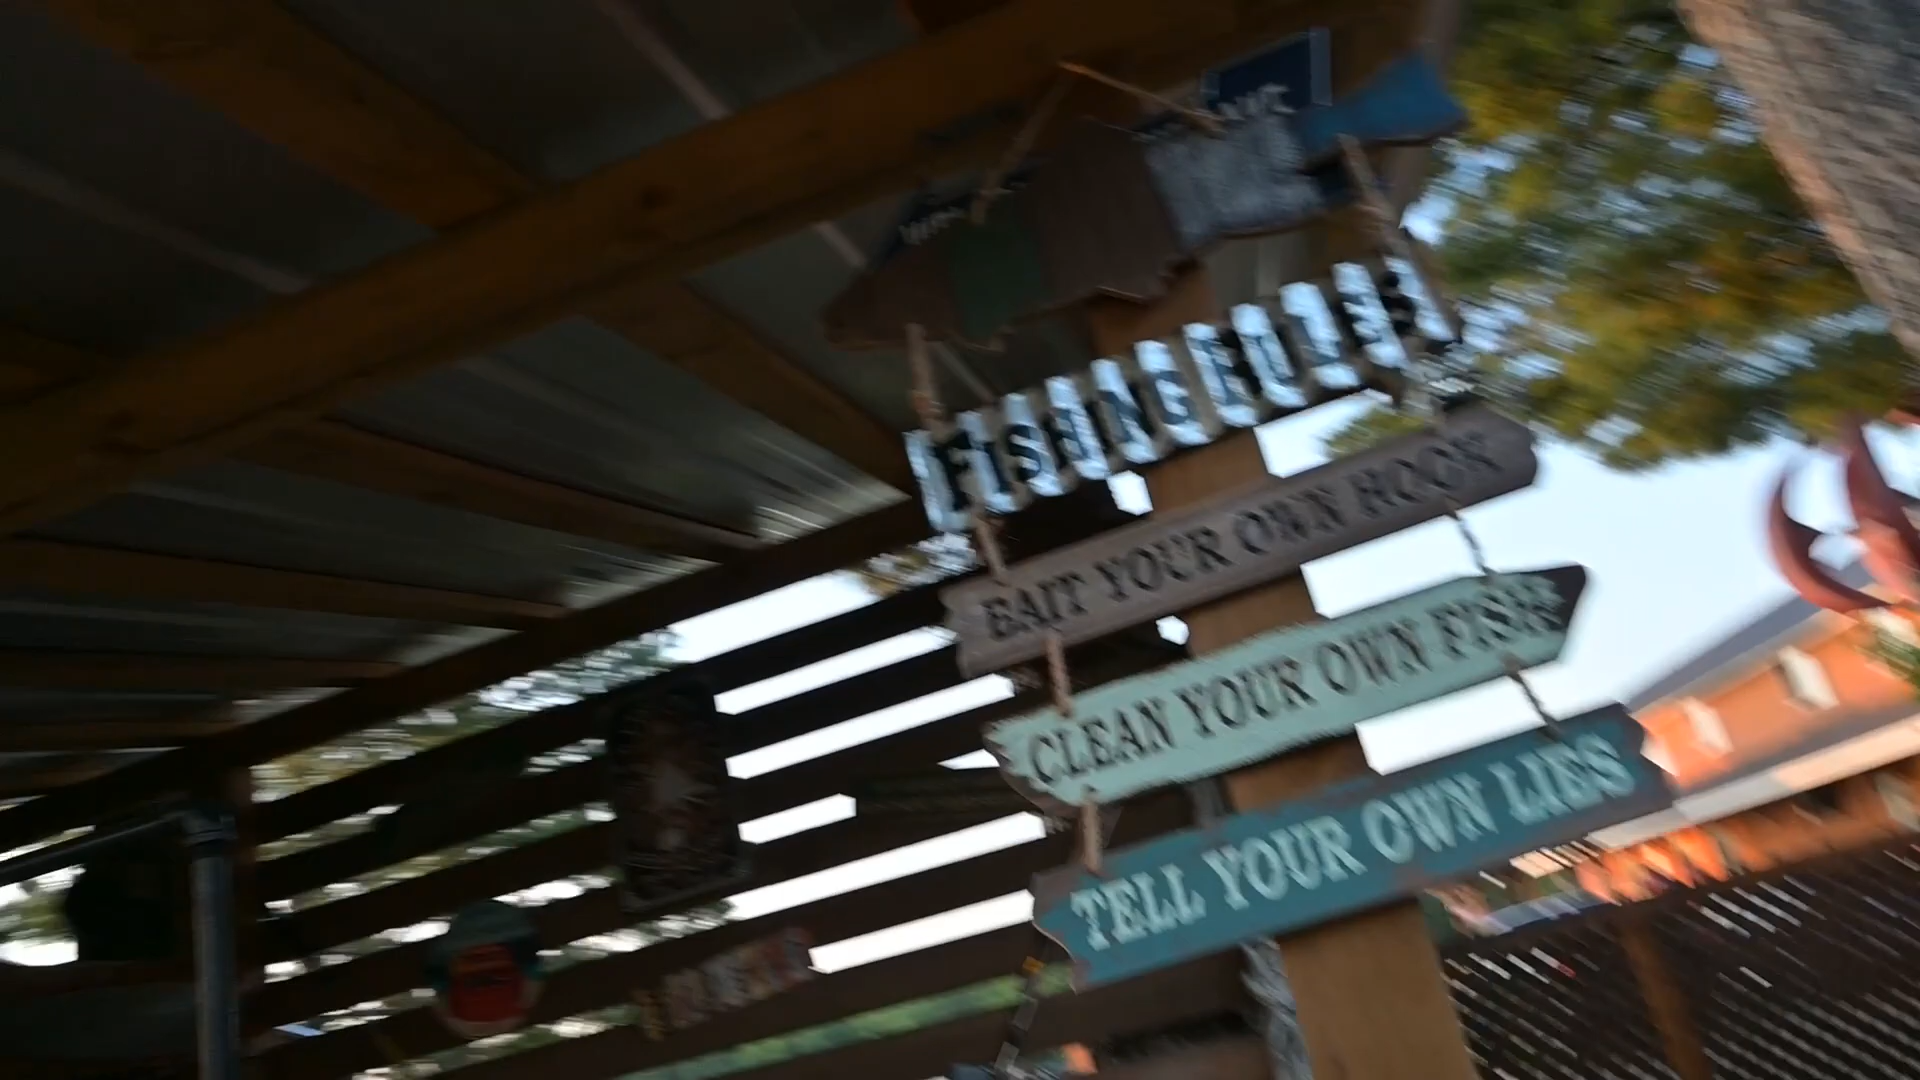 FISHING RULES
BAIT YOUR OWN HOOK
CLEAN YOUR OWN FISH
TELL YOUR OWN LIES